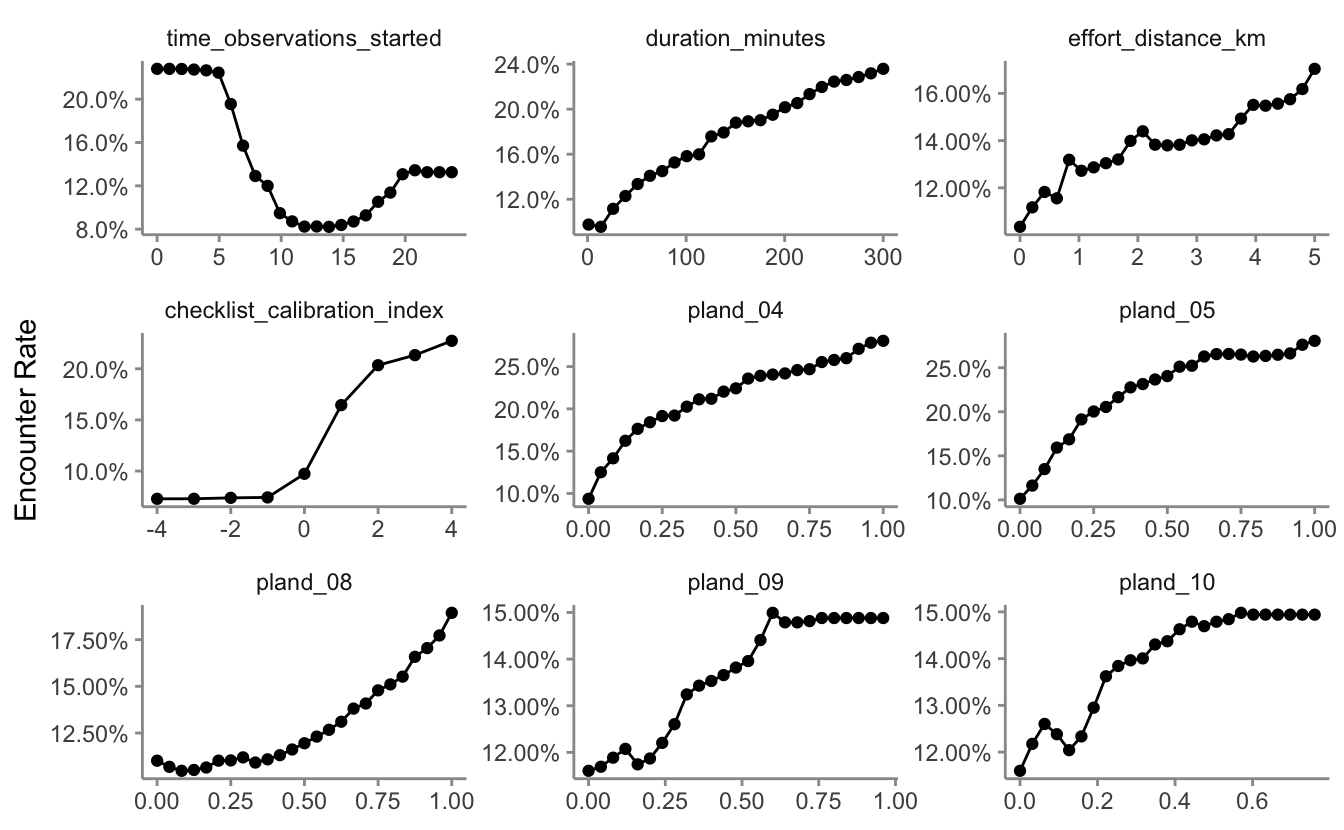 time_observations_started
duration_minutes
effort_distance_km
20.0%
16.0%
12.0%
8.0%
0 5 10 15 20
24.0%
20.0%
16.0%
12.0%
0 100 200 300
16.00%
14.00%
12.00%
0 1 2 3 4 5
Encounter Rate
checklist_calibration_index
pland_04
pland_05
20.0%
15.0%
10.0%
-4 -2 0 2 4
25.0%
20.0%
15.0%
10.0%
0.00 0.25 0.50 0.75 1.00
25.0%
20.0%
15.0%
10.0%
0.00 0.25 0.50 0.75 1.00
pland_08
pland_09
pland_10
17.50%
15.00%
12.50%
0.00 0.25 0.50 0.75 1.00
15.00%
14.00%
13.00%
12.00%
0.00 0.25 0.50 0.75 1.00
15.00%
14.00%
13.00%
12.00%
0.0 0.2 0.4 0.6